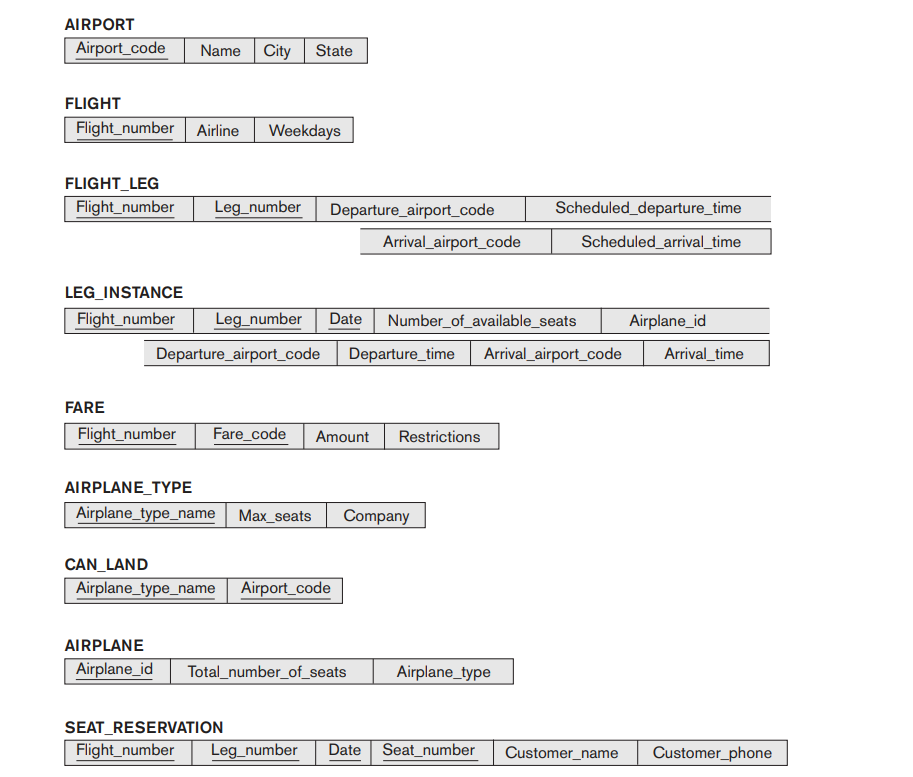 AIRPORT
Airport_code Name City State
FLIGHT
Flight_number Airline Weekdays
FLIGHT_LEG
Flight_number Leg_number Departure_airport_code Scheduled_departure_time
Arrival_airport_code Scheduled_arrival_time
LEG_INSTANCE
Flight_number Leg_number Date Number_of_available_seats Airplane_id
Departure_airport_code Departure_time Arrival_airport_code Arrival_time
FARE
Flight_number Fare_code Amount Restrictions
AIRPLANE_TYPE
Airplane_type_name Max_seats Company
CAN_LAND
Airplane_type_name Airport_code
AIRPLANE
Airplane_id Total_number_of_seats Airplane_type
SEAT_RESERVATION
Flight_number Leg_number Date Seat_number Customer_name Customer_phone